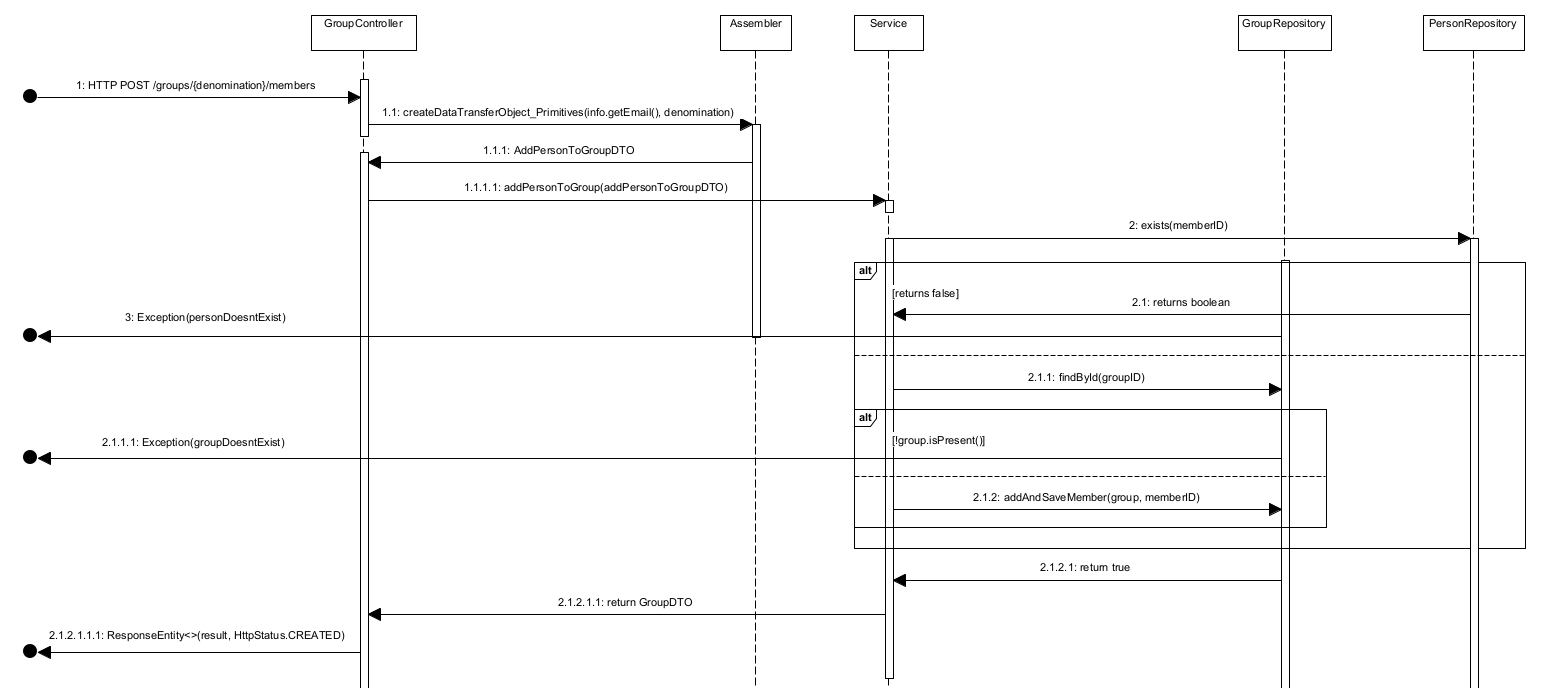 GroupController
Assembler
Service
GroupRepository
PersonRepository
1: HTTP POST /groups/{denomination}/members
1.1: createDataTransferObject_Primitives(info.getEmail(), denomination)
1.1.1: AddPersonToGroupDTO
1.1.1.1: addPersonToGroup(addPersonToGroupDTO)
2: exists(memberID)
alt
[returns false]
2.1: returns boolean
3: Exception(personDoesntExist)
2.1.1: findById(groupID)
alt
[!group.isPresent()]
2.1.1.1: Exception(groupDoesntExist)
2.1.2: addAndSaveMember(group, memberID)
2.1.2.1: return true
2.1.2.1.1: return GroupDTO
2.1.2.1.1.1: ResponseEntity<>(result, HttpStatus.CREATED)